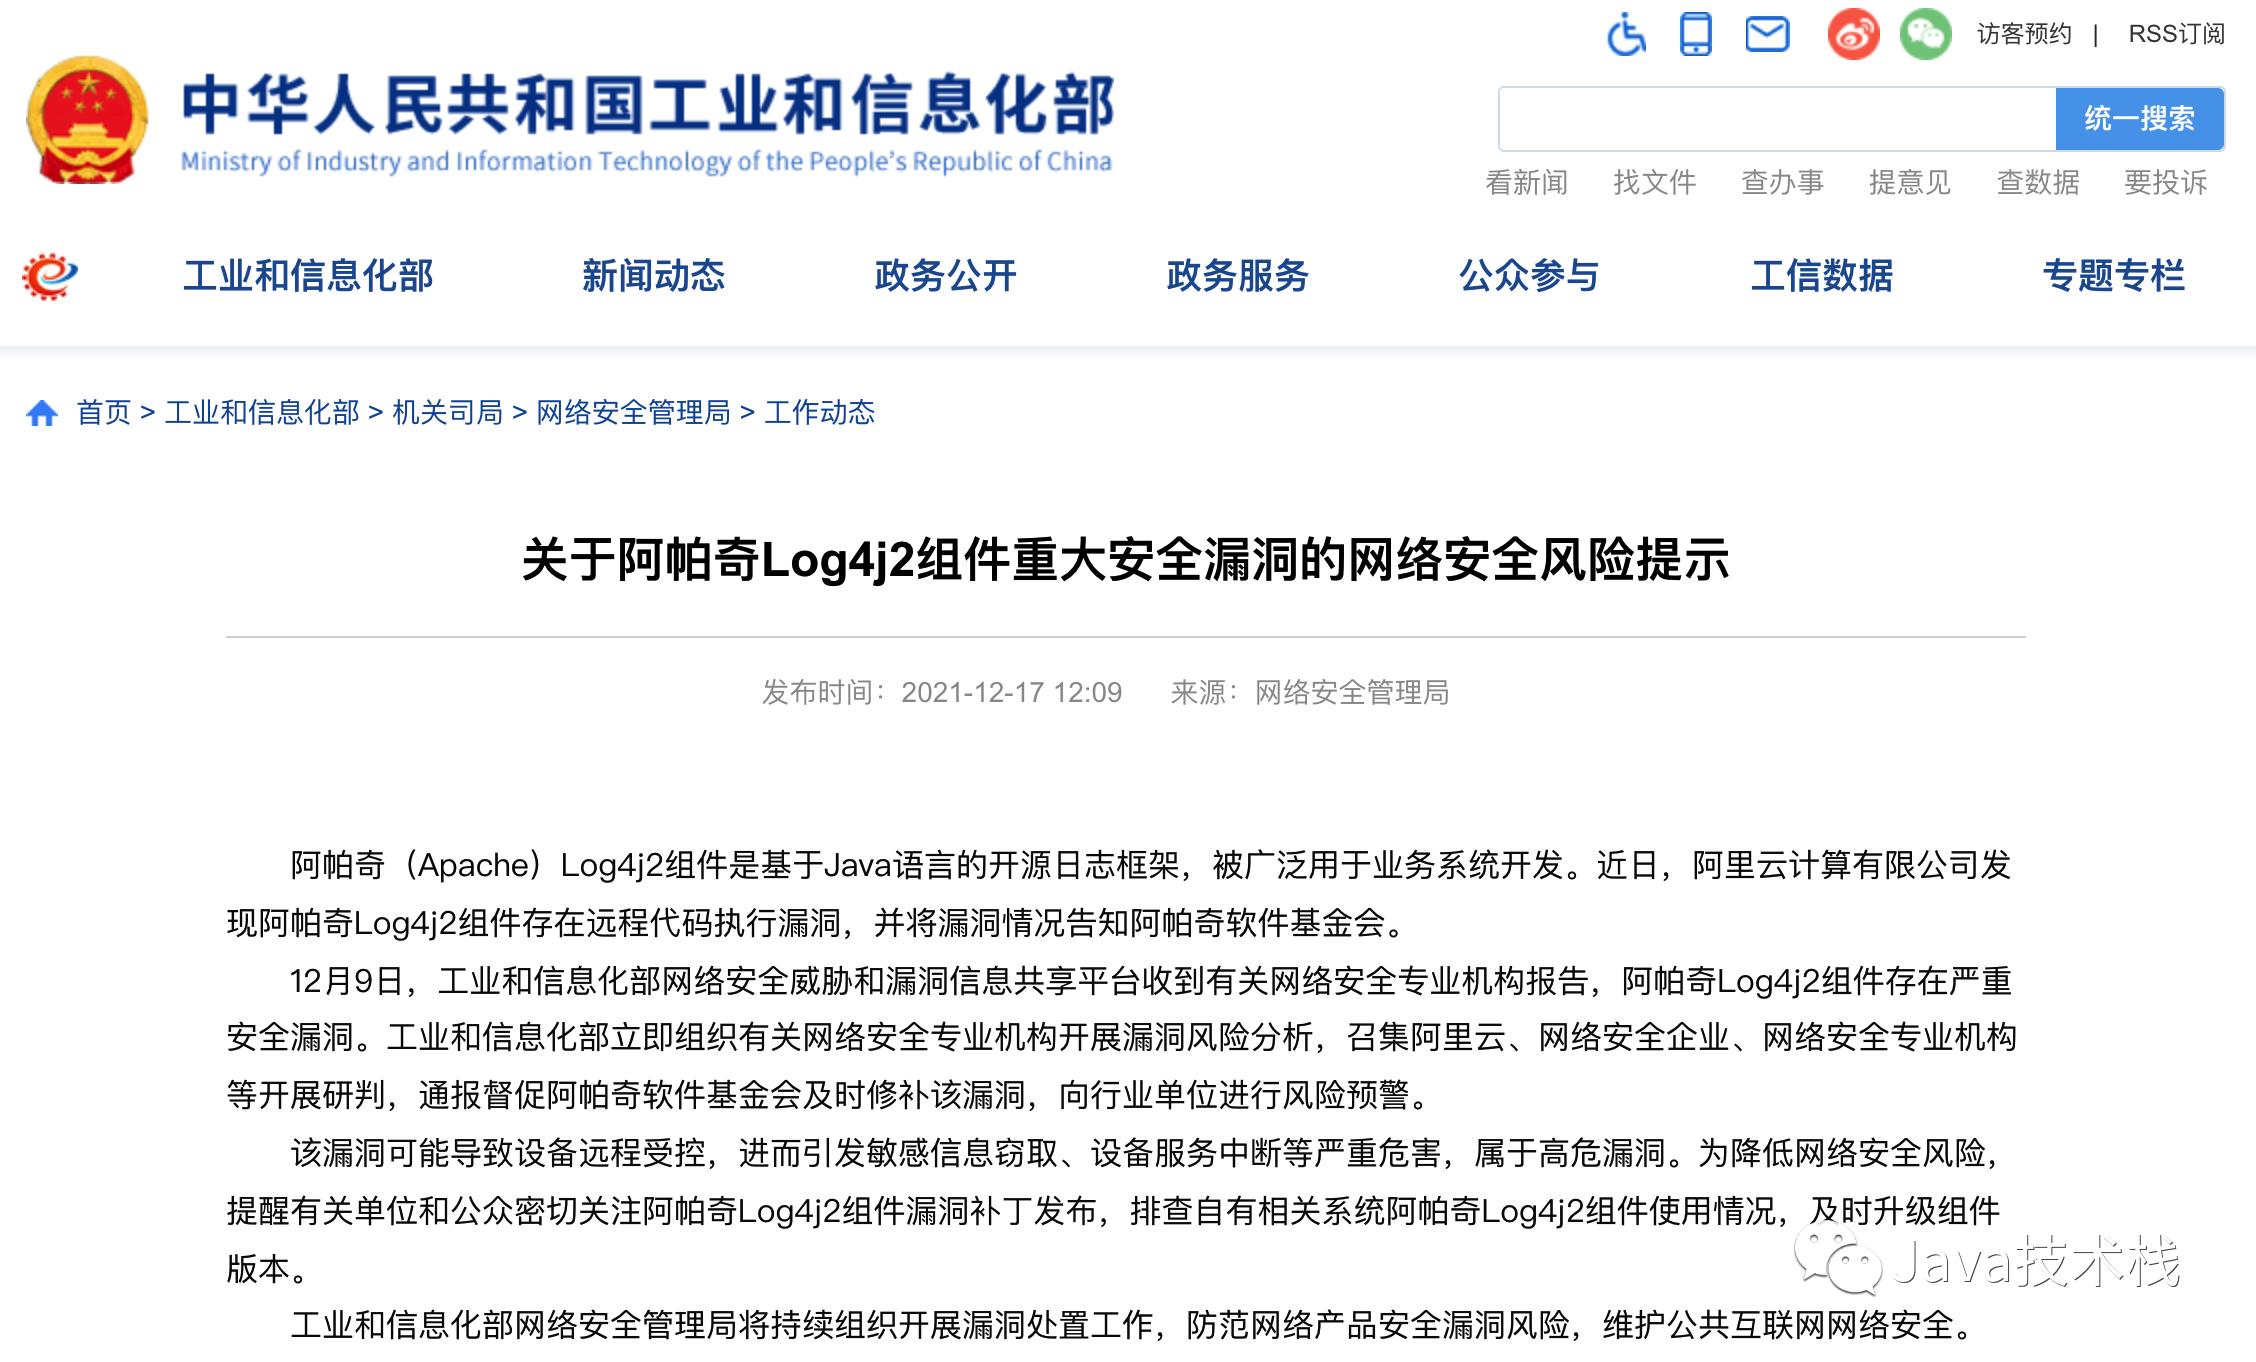 访客预约 | RSS订阅
中华人民共和国工业和信息化部
Ministry of Industry and Information Technology of the People's Republic of China
统一搜索
看新闻 找文件 查办事 提意见 查数据 要投诉
工业和信息化部 新闻动态 政务公开 政务服务 公众参与 工信数据 专题专栏
首页 > 工业和信息化部 > 机关司局 > 网络安全管理局 > 工作动态
关于阿帕奇Log4j2组件重大安全漏洞的网络安全风险提示
发布时间：2021-12-17 12:09 来源：网络安全管理局
阿帕奇（Apache）Log4j2组件是基于Java语言的开源日志框架，被广泛用于业务系统开发。近日，阿里云计算有限公司发
现阿帕奇Log4j2组件存在远程代码执行漏洞，并将漏洞情况告知阿帕奇软件基金会。
12月9日，工业和信息化部网络安全威胁和漏洞信息共享平台收到有关网络安全专业机构报告，阿帕奇Log4j2组件存在严重
安全漏洞。工业和信息化部立即组织有关网络安全专业机构开展漏洞风险分析，召集阿里云、网络安全企业、网络安全专业机构
等开展研判，通报督促阿帕奇软件基金会及时修补该漏洞，向行业单位进行风险预警。
该漏洞可能导致设备远程受控，进而引发敏感信息窃取、设备服务中断等严重危害，属于高危漏洞。为降低网络安全风险，
提醒有关单位和公众密切关注阿帕奇Log4j2组件漏洞补丁发布，排查自有相关系统阿帕奇Log4j2组件使用情况，及时升级组件
版本。
Java技术栈
工业和信息化部网络安全管理局将持续组织开展漏洞处置工作，防范网络产品安全漏洞风险，维护公共互联网网络安全。